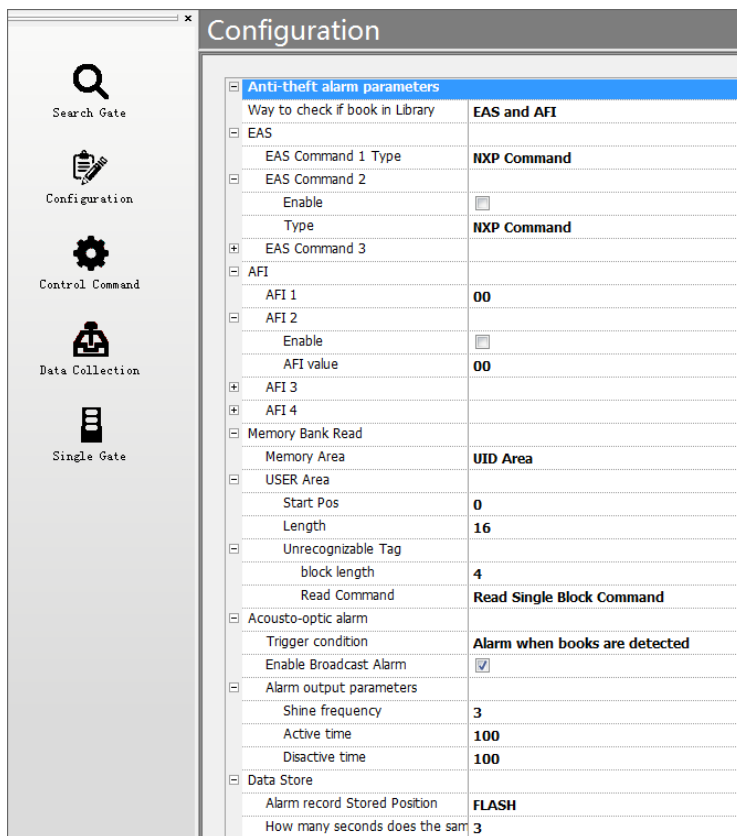 Configuration
Search Gate
Configuration
Control Command
Data Collection
Single Gate
Anti-theft alarm parameters
Way to check if book in Library EAS and AFI
EAS
EAS Command 1 Type NXP Command
EAS Command 2
Enable
Type NXP Command
EAS Command 3
AFI
AFI 1 00
AFI 2
Enable
AFI value 00
AFI 3
AFI 4
Memory Bank Read
Memory Area UID Area
USER Area
Start Pos 0
Length 16
Unrecognizable Tag
block length 4
Read Command Read Single Block Command
Acousto-optic alarm
Trigger condition Alarm when books are detected
Enable Broadcast Alarm
Alarm output parameters
Shine frequency 3
Active time 100
Disactive time 100
Data Store
Alarm record Stored Position FLASH
How many seconds does the sam 3